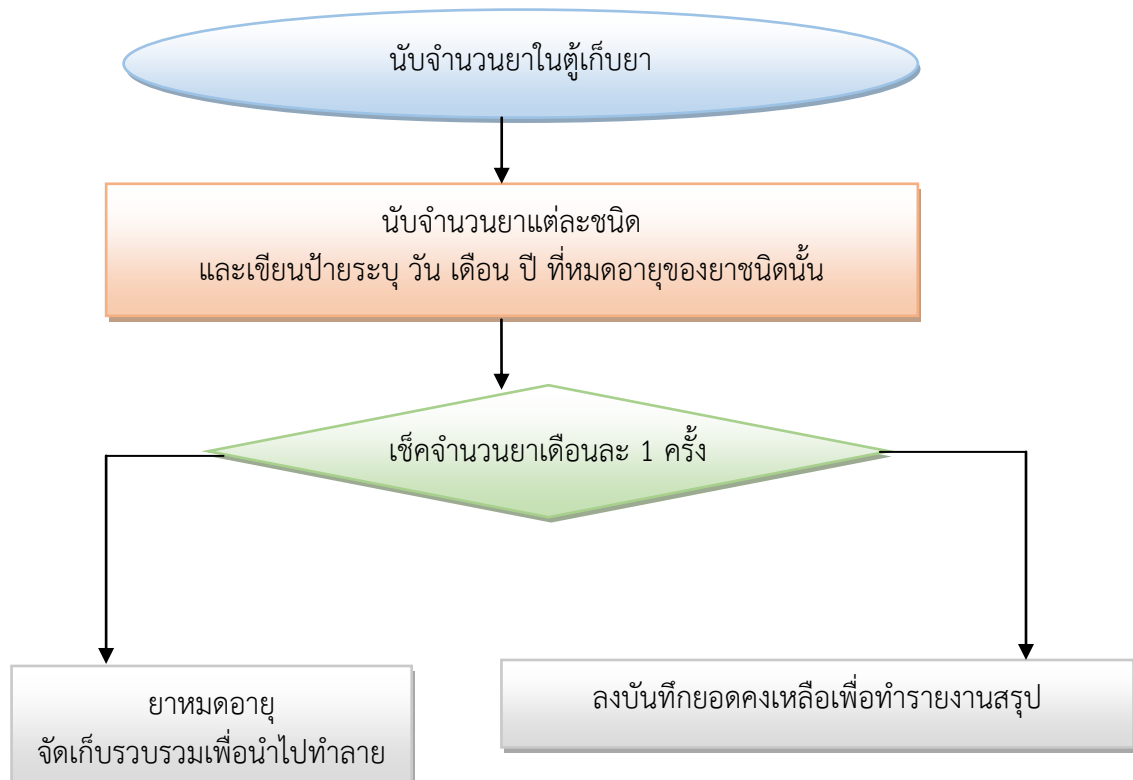 นับจำนวนยาในตู้เก็บยา
นับจำนวนยาแต่ละชนิด
และเขียนป้ายระบุ วัน เดือน ปี ที่หมดอายุของยาชนิดนั้น
เช็คจำนวนยาเดือนละ 1 ครั้ง
ยาหมดอายุ
จัดเก็บรวบรวมเพื่อนำไปทำลาย
ลงบันทึกยอดคงเหลือเพื่อทำรายงานสรุป